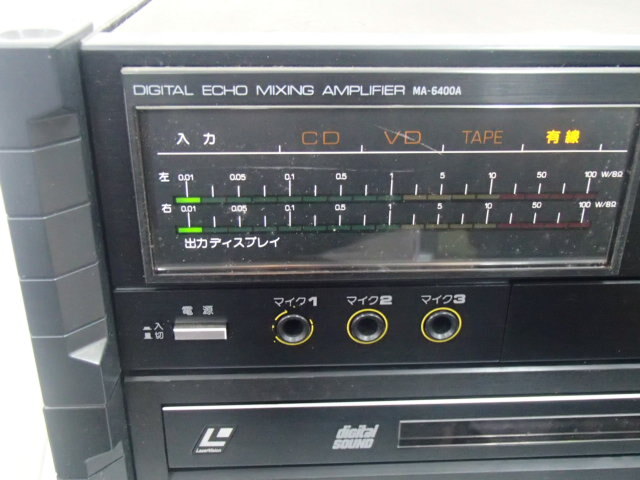 DIGITAL ECHO MIXING AMPLIFIER MA-6400A
入力 CD VD TAPE 有線
左 0.01 0.05 0.1 0.5 1 5 10 50 100 W/8Ω
右 0.01 0.05 0.1 0.5 1 5 10 50 100 W/8Ω
出力ディスプレイ
電源 マイク1 マイク2 マイク3
入
切
LaserVision digital SOUND